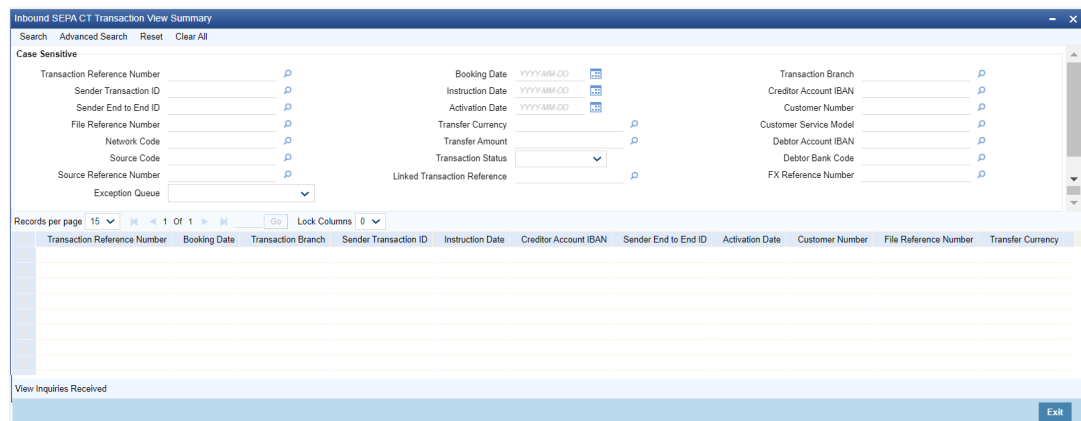 Inbound SEPA CT Transaction View Summary
Search Advanced Search Reset Clear All
Case Sensitive
Transaction Reference Number Booking Date YYYY-MM-DD Transaction Branch
Sender Transaction ID Instruction Date YYYY-MM-DD Creditor Account IBAN
Sender End to End ID Activation Date YYYY-MM-DD Customer Number
File Reference Number Transfer Currency Customer Service Model
Network Code Transfer Amount Debtor Account IBAN
Source Code Transaction Status Debtor Bank Code
Source Reference Number Linked Transaction Reference FX Reference Number
Exception Queue
Records per page 15 1 Of 1 Go Lock Columns 0
Transaction Reference Number Booking Date Transaction Branch Sender Transaction ID Instruction Date Creditor Account IBAN Sender End to End ID Activation Date Customer Number File Reference Number Transfer Currency
View Inquiries Received
Exit